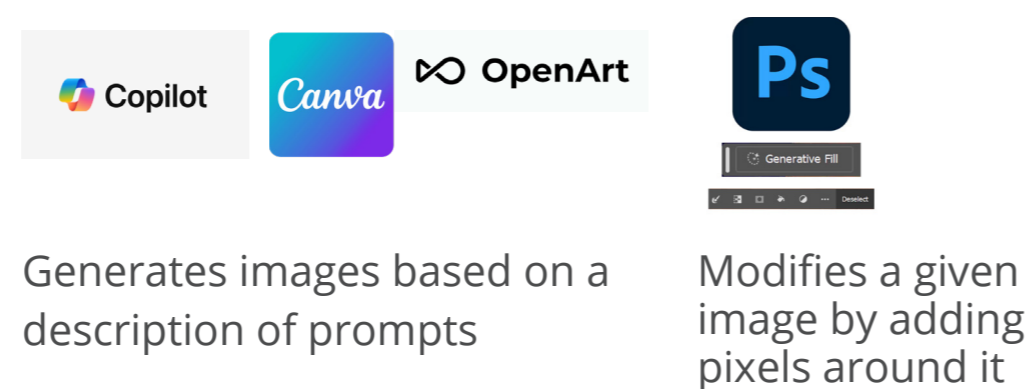 Copilot
Canva
OpenArt
Ps
Generative Fill
Deselect
Generates images based on a
description of prompts
Modifies a given
image by adding
pixels around it